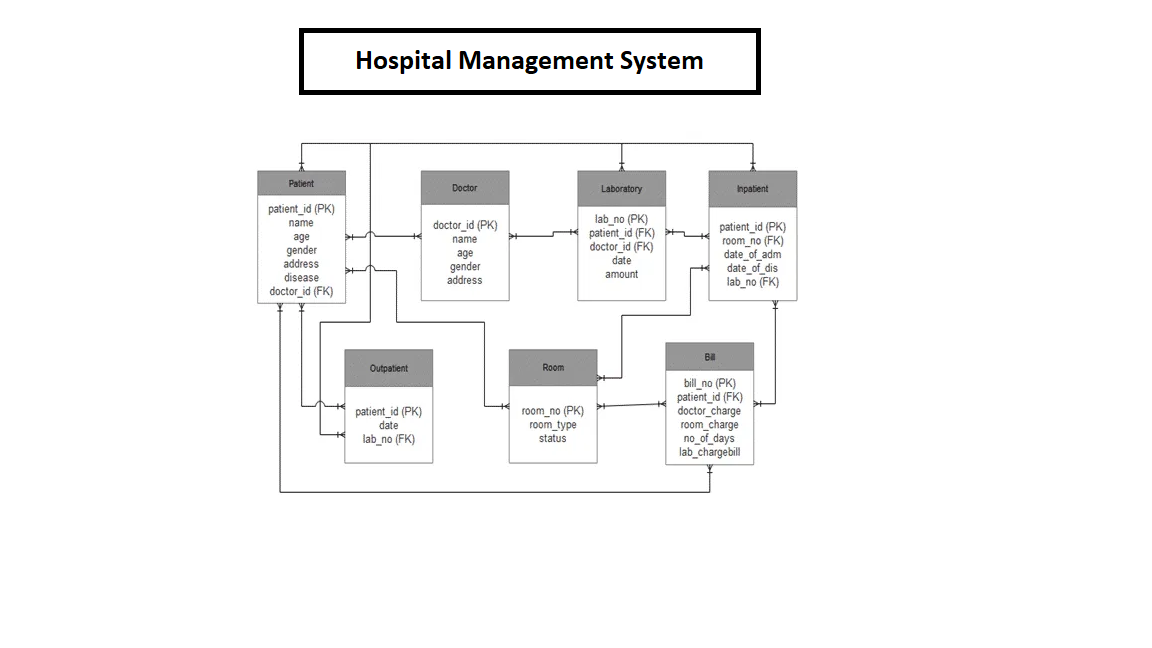 Hospital Management System
Patient
patient_id (PK)
name
age
gender
address
disease
doctor_id (FK)
Doctor
doctor_id (PK)
name
age
gender
address
Laboratory
lab_no (PK)
patient_id (FK)
doctor_id (FK)
date
amount
Inpatient
patient_id (PK)
room_no (FK)
date_of_adm
date_of_dis
lab_no (FK)
Outpatient
patient_id (PK)
date
lab_no (FK)
Room
room_no (PK)
room_type
status
Bill
bill_no (PK)
patient_id (FK)
doctor_charge
room_charge
no_of_days
lab_chargebill